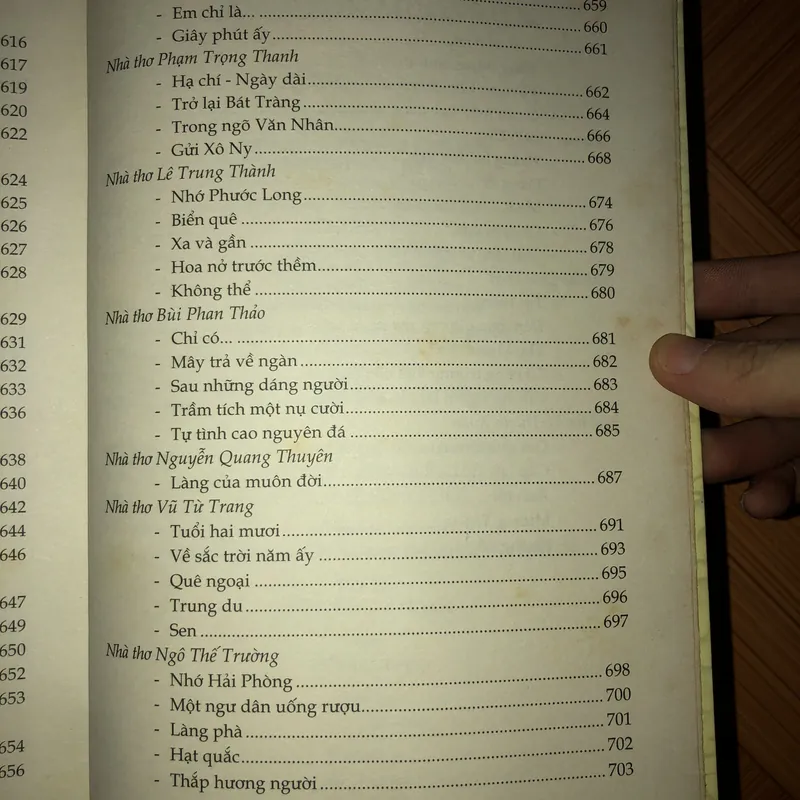 616
617
619
620
622
624
625
626
627
628
629
631
632
633
636
638
640
642
644
646
647
649
650
652
653
654
656
- Em chỉ là... 659
- Giây phút ấy 660
661
Nhà thơ Phạm Trọng Thanh
- Hạ chí - Ngày dài 662
- Trở lại Bát Tràng 664
- Trong ngõ Văn Nhân 666
- Gửi Xô Ny 668
Nhà thơ Lê Trung Thành
- Nhớ Phước Long 674
- Biển quê 676
- Xa và gần 678
- Hoa nở trước thềm 679
- Không thể 680
Nhà thơ Bùi Phan Thảo
- Chỉ có... 681
- Mây trả về ngàn 682
- Sau những dáng người 683
- Trầm tích một nụ cười 684
- Tự tình cao nguyên đá 685
Nhà thơ Nguyễn Quang Thuyên
- Làng của muôn đời 687
Nhà thơ Vũ Từ Trang
- Tuổi hai mươi 691
- Về sắc trời năm ấy 693
- Quê ngoại 695
- Trung du 696
- Sen 697
Nhà thơ Ngô Thế Trường
- Nhớ Hải Phòng 698
- Một ngư dân uống rượu 700
- Làng phà 701
- Hạt quắc 702
- Thắp hương người 703